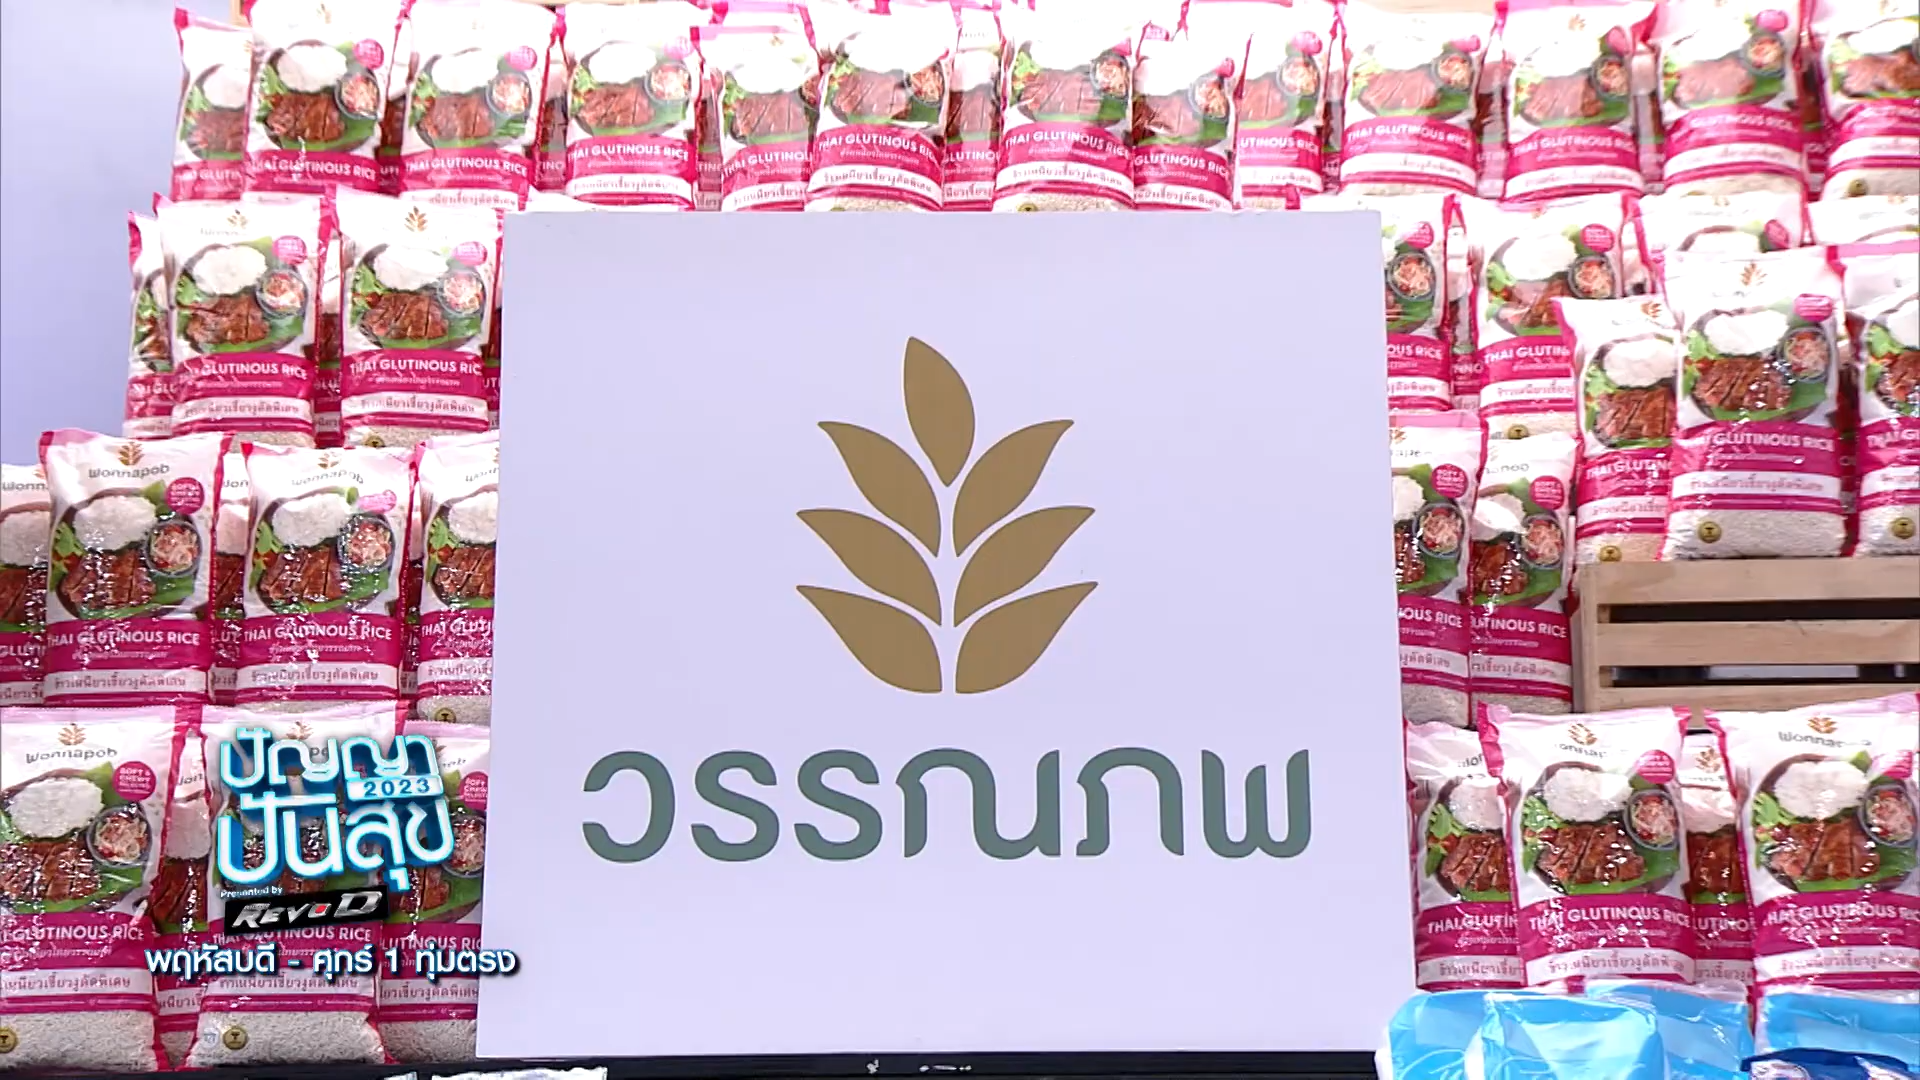 วรรณภพ
Wonnapob
SOFT & CHEWY
THAI GLUTINOUS RICE
ข้าวเหนียวเขี้ยวงูคัดพิเศษ
ปัญญา
2023
ปันสุข
Presented by
REVO D
พฤหัสบดี - ศุกร์ 1 ทุ่มตรง